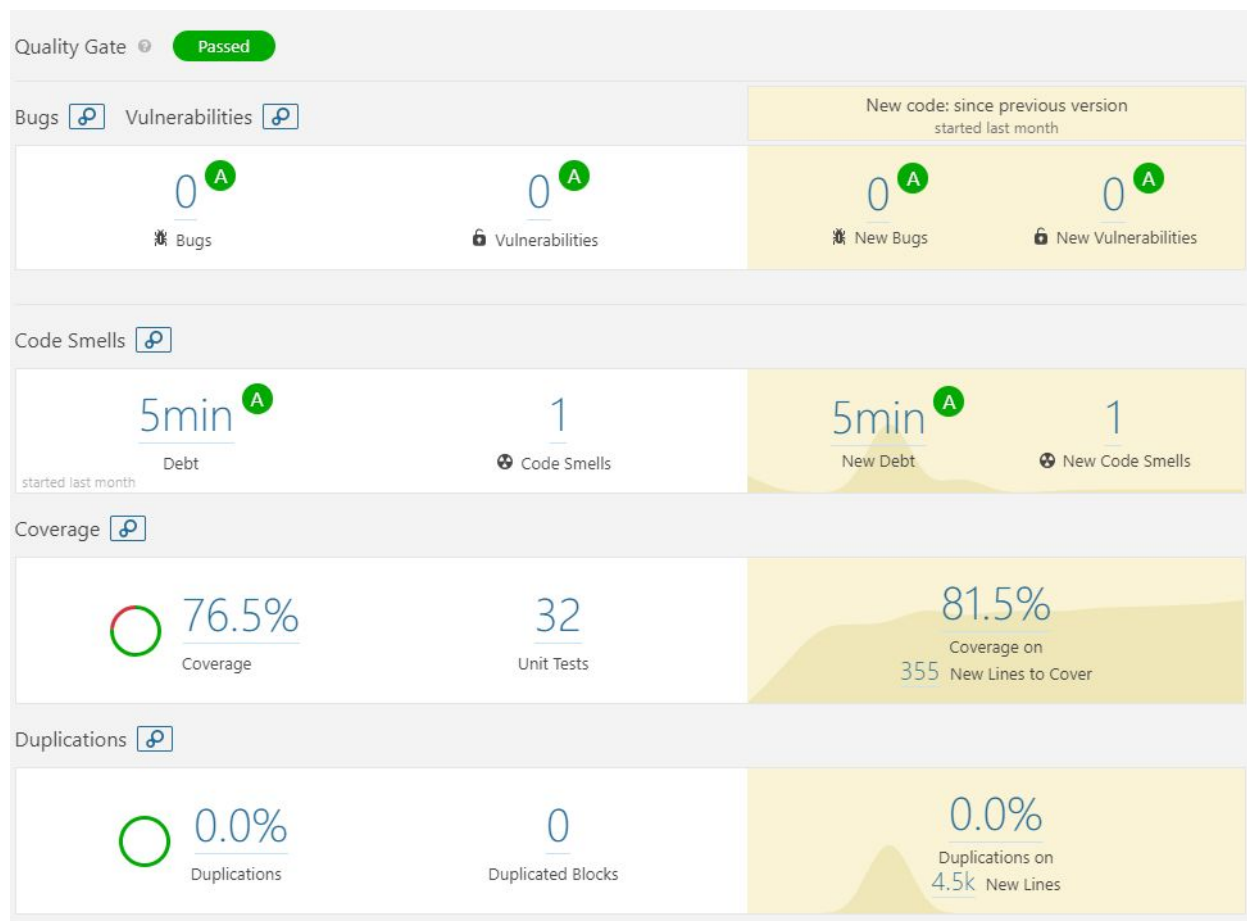 Quality Gate ? Passed
Bugs Vulnerabilities
New code: since previous version
started last month
0 A 0 A 0 A 0 A
Bugs Vulnerabilities New Bugs New Vulnerabilities
Code Smells
5min A 1 5min A 1
Debt Code Smells New Debt New Code Smells
started last month
Coverage
76.5% 32 81.5%
Coverage Unit Tests Coverage on
355 New Lines to Cover
Duplications
0.0% 0 0.0%
Duplications Duplicated Blocks Duplications on
4.5k New Lines